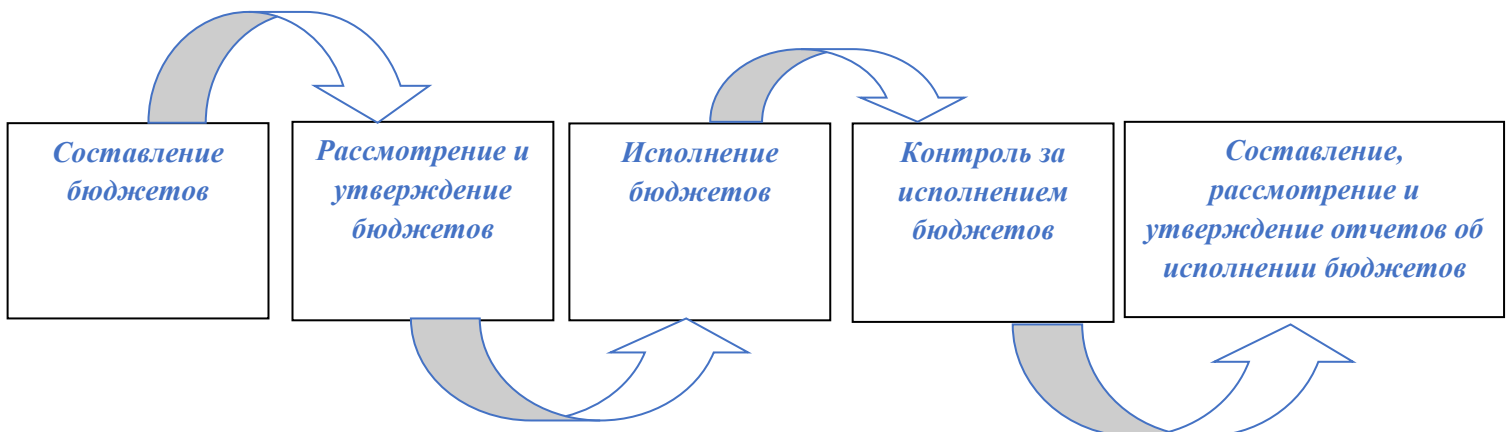 Составление
бюджетов
Рассмотрение и
утверждение
бюджетов
Исполнение
бюджетов
Контроль за
исполнением
бюджетов
Составление,
рассмотрение и
утверждение отчетов об
исполнении бюджетов